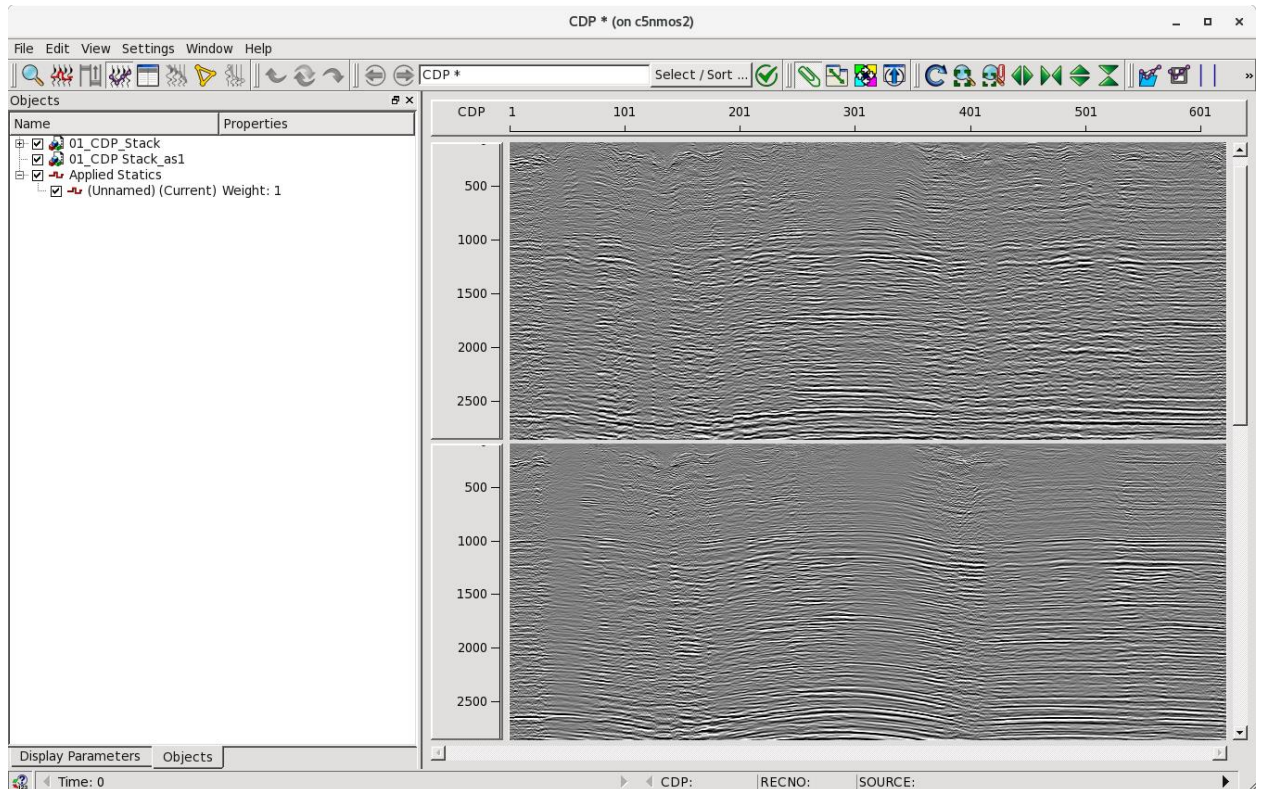 CDP * (on c5nmos2)
File Edit View Settings Window Help
CDP * Select / Sort ... »
Objects
Name Properties
01_CDP_Stack
01_CDP Stack_as1
Applied Statics
(Unnamed) (Current) Weight: 1
Display Parameters Objects
CDP 1 101 201 301 401 501 601
500
1000
1500
2000
2500
500
1000
1500
2000
2500
Time: 0 CDP: RECNO: SOURCE: